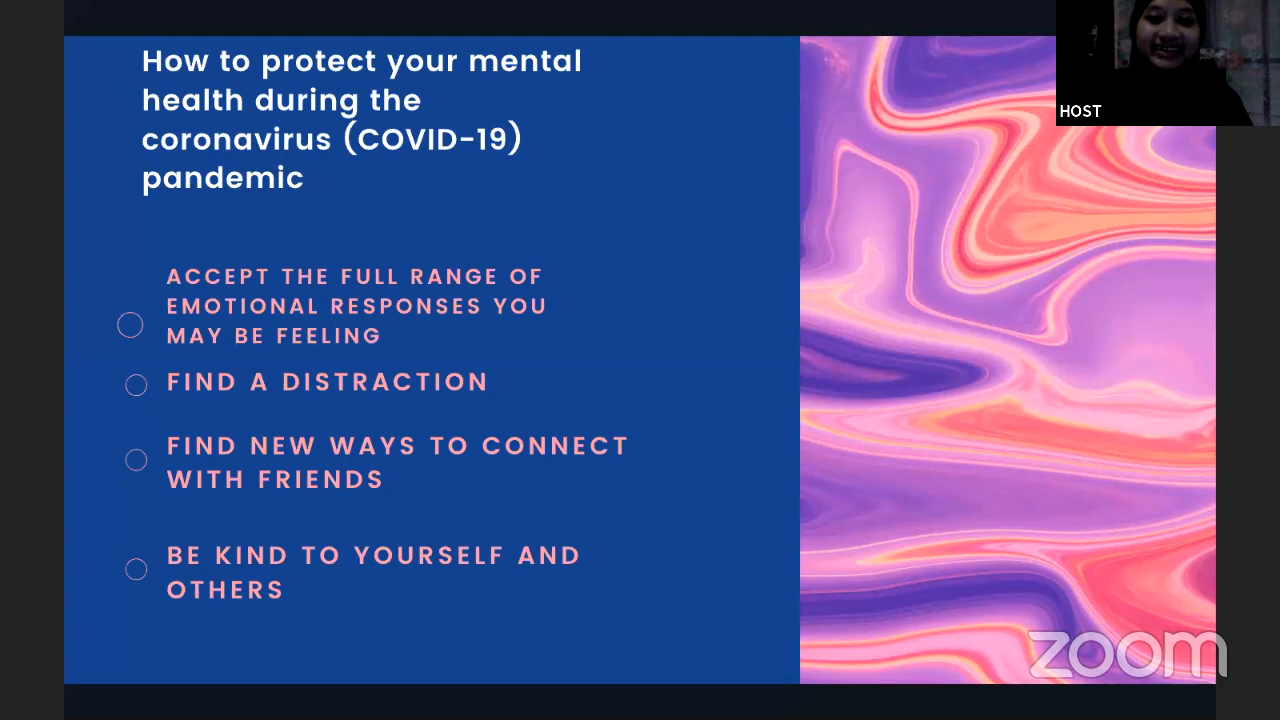 How to protect your mental
health during the
coronavirus (COVID-19)
pandemic
ACCEPT THE FULL RANGE OF
EMOTIONAL RESPONSES YOU
MAY BE FEELING
FIND A DISTRACTION
FIND NEW WAYS TO CONNECT
WITH FRIENDS
BE KIND TO YOURSELF AND
OTHERS
HOST
zoom